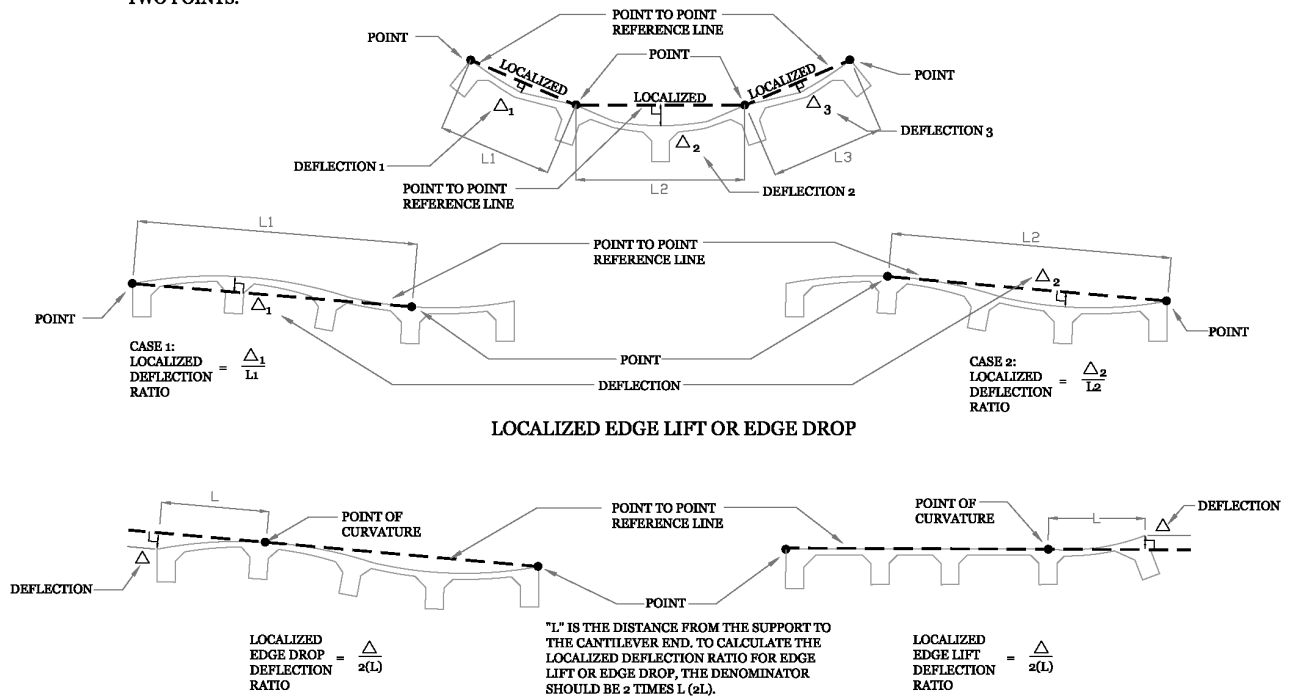 TWO POINTS.
POINT TO POINT
REFERENCE LINE
POINT
POINT
POINT
LOCALIZED
LOCALIZED
LOCALIZED
△1
△2
△3
DEFLECTION 3
DEFLECTION 1
L1
L2
L3
POINT TO POINT
REFERENCE LINE
DEFLECTION 2
L1
POINT TO POINT
REFERENCE LINE
L2
△1
△2
POINT
POINT
POINT
CASE 1:
LOCALIZED
DEFLECTION
RATIO
= △1
L1
DEFLECTION
CASE 2:
LOCALIZED
DEFLECTION
RATIO
= △2
L2
LOCALIZED EDGE LIFT OR EDGE DROP
L
POINT OF
CURVATURE
POINT TO POINT
REFERENCE LINE
POINT OF
CURVATURE
L
△
DEFLECTION
△
DEFLECTION
POINT
LOCALIZED
EDGE DROP
DEFLECTION
RATIO
= △
2(L)
"L" IS THE DISTANCE FROM THE SUPPORT TO
THE CANTILEVER END. TO CALCULATE THE
LOCALIZED DEFLECTION RATIO FOR EDGE
LIFT OR EDGE DROP, THE DENOMINATOR
SHOULD BE 2 TIMES L (2L).
LOCALIZED
EDGE LIFT
DEFLECTION
RATIO
= △
2(L)